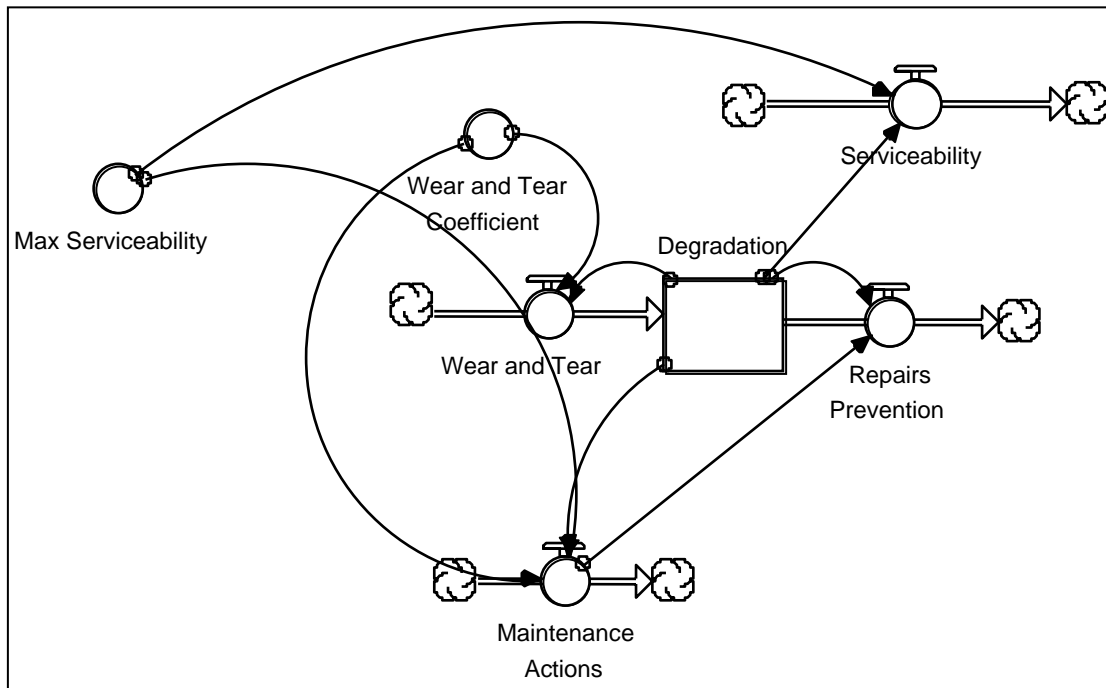 Serviceability
Wear and Tear
Coefficient
Max Serviceability
Degradation
Wear and Tear
Repairs
Prevention
Maintenance
Actions